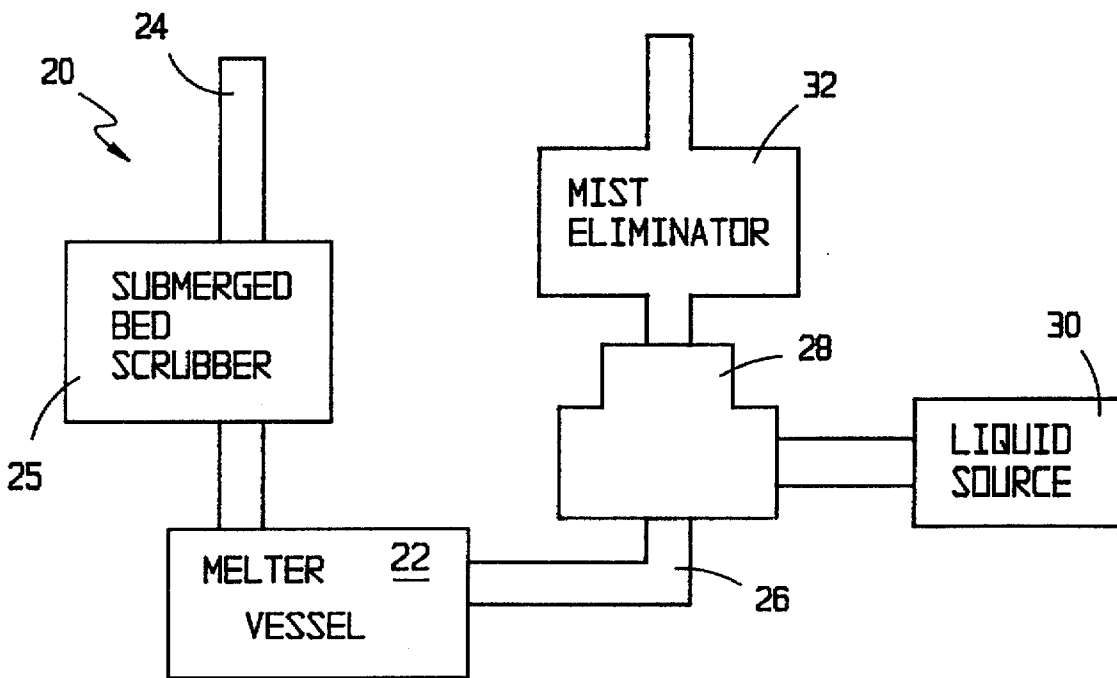 24
20
32
MIST
ELIMINATOR
SUBMERGED
BED
SCRUBBER
28
30
LIQUID
SOURCE
25
MELTER 22
VESSEL
26